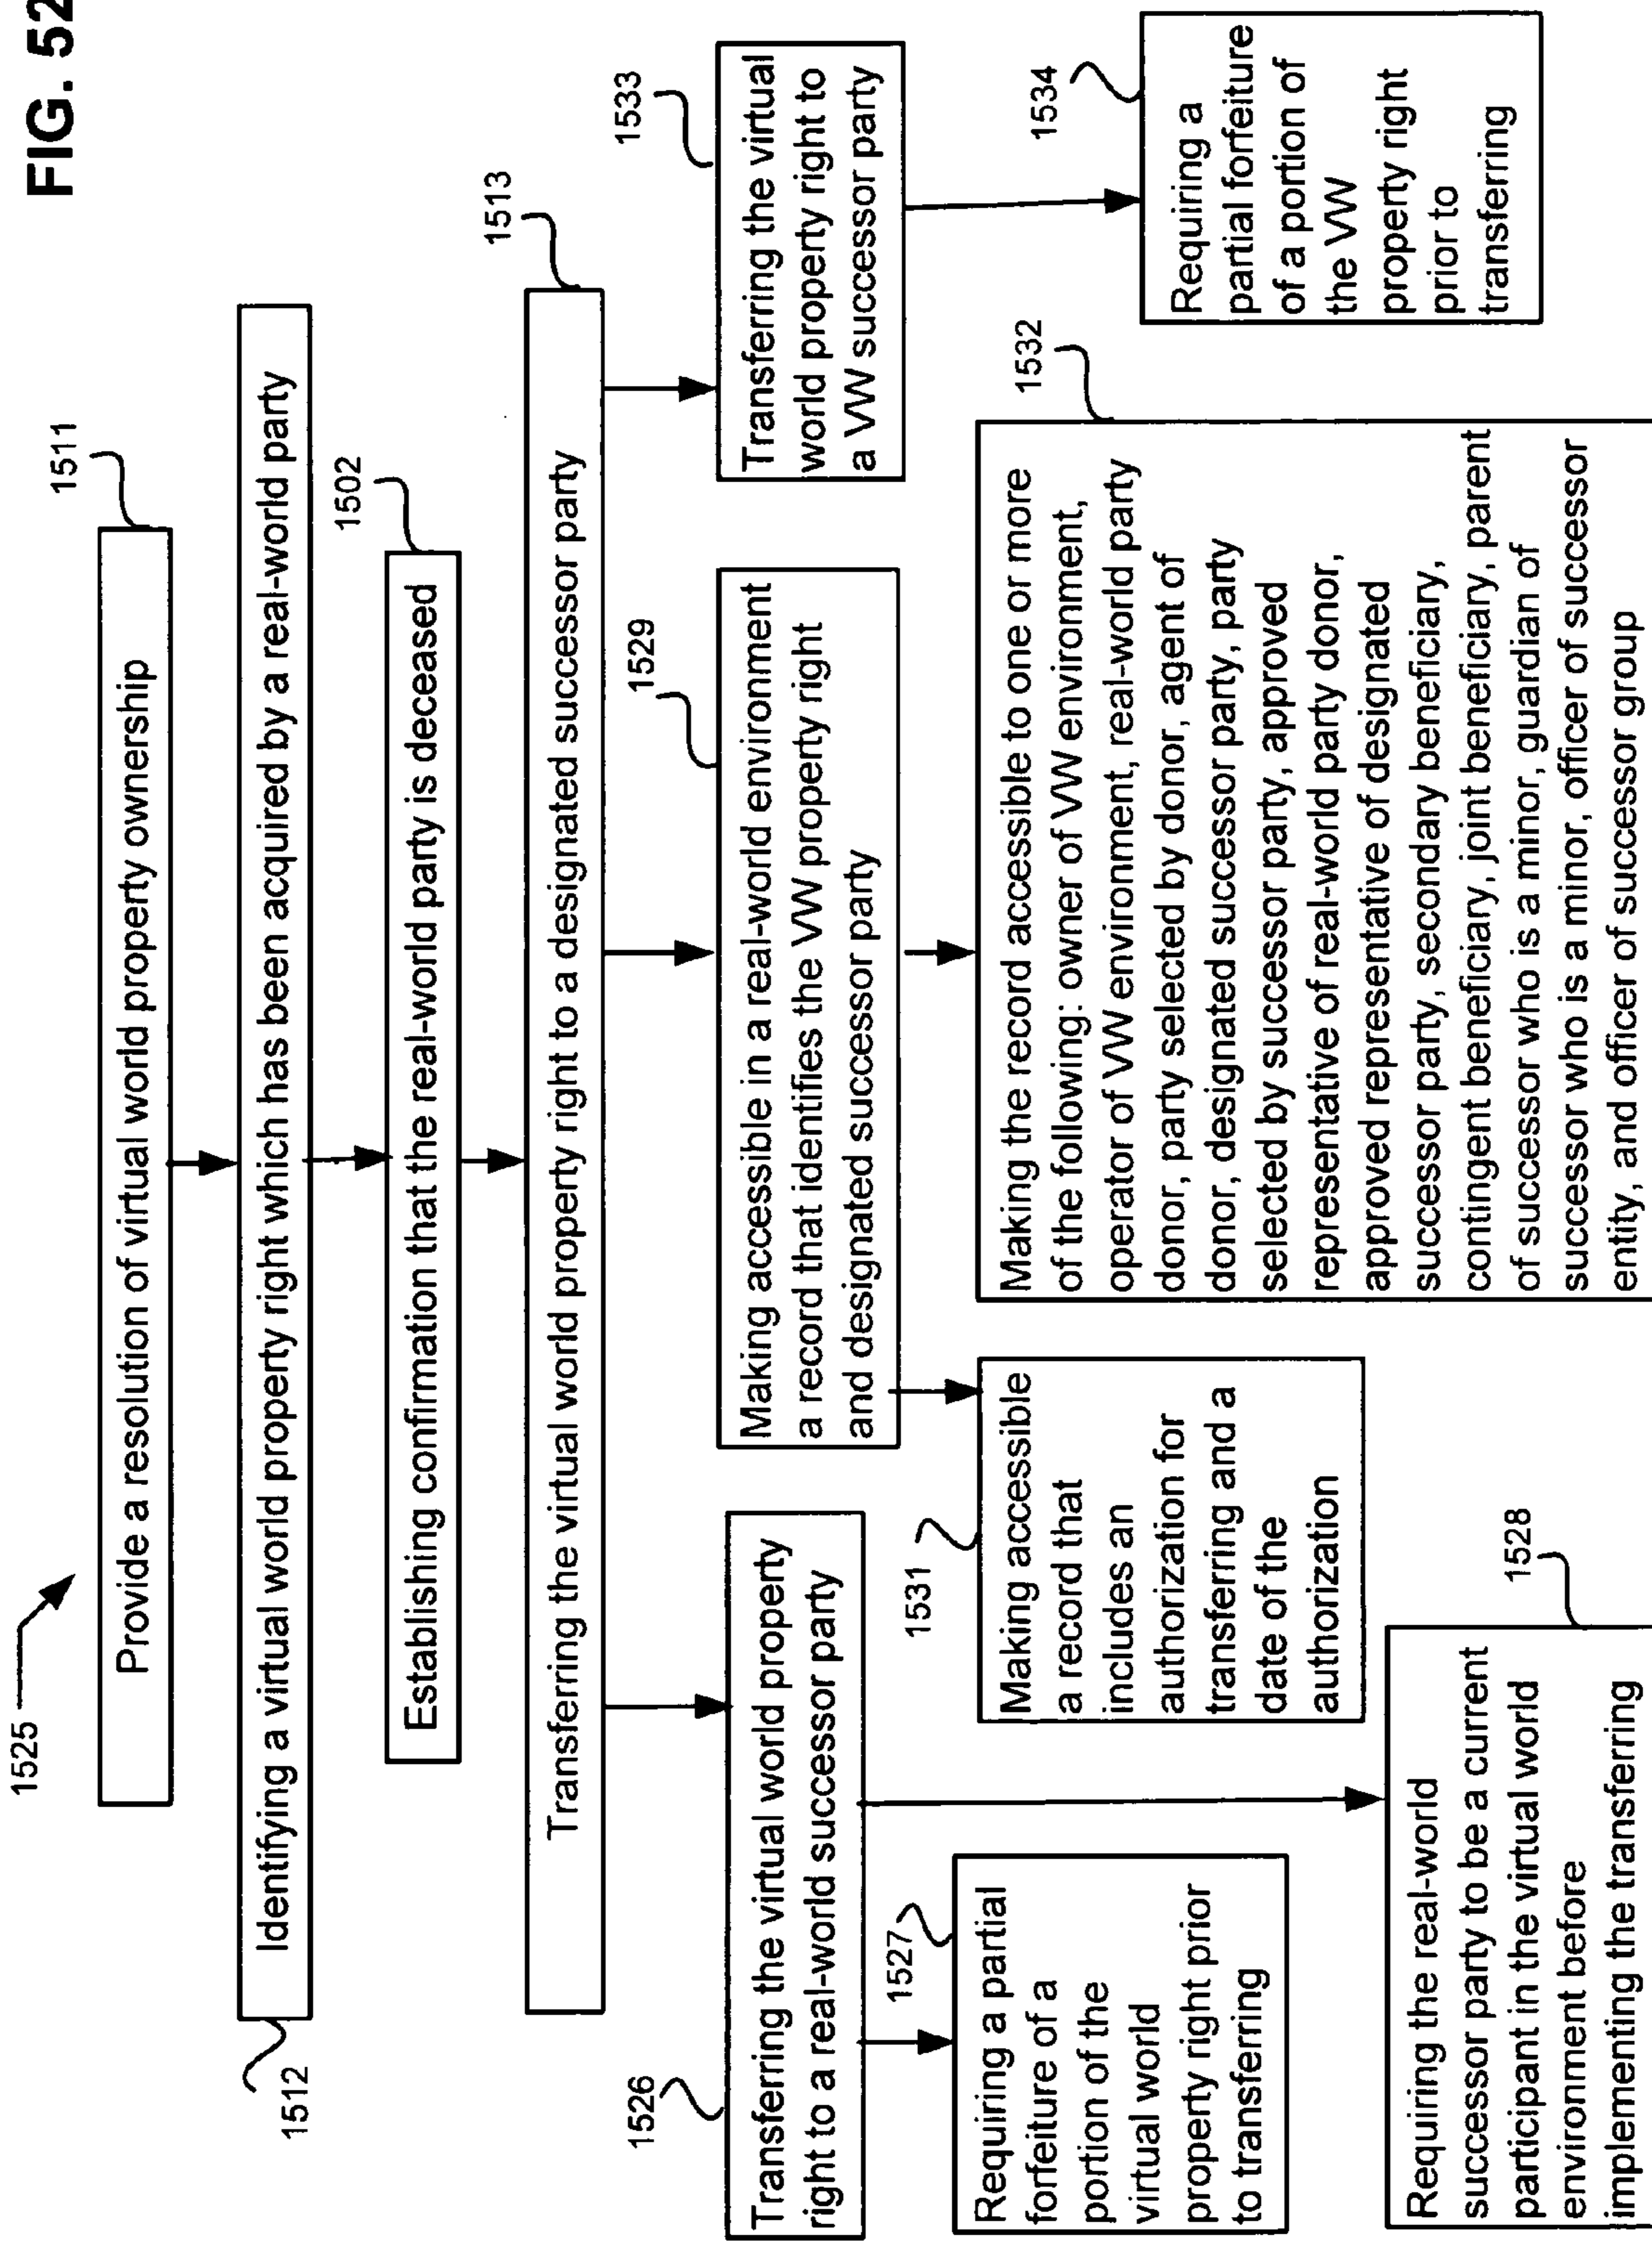 FIG. 52
1525
1511
Provide a resolution of virtual world property ownership
1512
Identifying a virtual world property right which has been acquired by a real-world party
1502
Establishing confirmation that the real-world party is deceased
1513
Transferring the virtual world property right to a designated successor party
1526
Transferring the virtual world property
right to a real-world successor party
1529
Making accessible in a real-world environment
a record that identifies the VW property right
and designated successor party
1533
Transferring the virtual
world property right to
a VW successor party
1527
Requiring a partial
forfeiture of a
portion of the
virtual world
property right prior
to transferring
1531
Making accessible
a record that
includes an
authorization for
transferring and a
date of the
authorization
1532
Making the record accessible to one or more
of the following: owner of VW environment,
operator of VW environment, real-world party
donor, party selected by donor, agent of
donor, designated successor party, party
selected by successor party, approved
representative of real-world party donor,
approved representative of designated
successor party, secondary beneficiary,
contingent beneficiary, joint beneficiary, parent
of successor who is a minor, guardian of
successor who is a minor, officer of successor
entity, and officer of successor group
1534
Requiring a
partial forfeiture
of a portion of
the VW
property right
prior to
transferring
1528
Requiring the real-world
successor party to be a current
participant in the virtual world
environment before
implementing the transferring